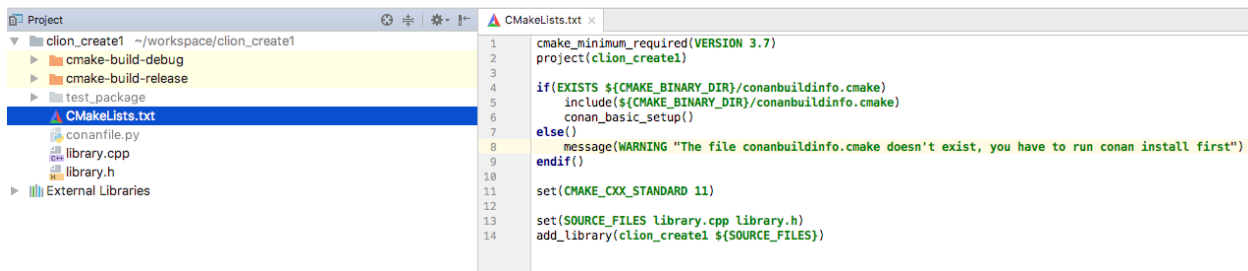 Project
clion_create1 ~/workspace/clion_create1
cmake-build-debug
cmake-build-release
test_package
CMakeLists.txt
conanfile.py
library.cpp
library.h
External Libraries
CMakeLists.txt
1 cmake_minimum_required(VERSION 3.7)
2 project(clion_create1)
3
4 if(EXISTS ${CMAKE_BINARY_DIR}/conanbuildinfo.cmake)
5     include(${CMAKE_BINARY_DIR}/conanbuildinfo.cmake)
6     conan_basic_setup()
7 else()
8     message(WARNING "The file conanbuildinfo.cmake doesn't exist, you have to run conan install first")
9 endif()
10
11 set(CMAKE_CXX_STANDARD 11)
12
13 set(SOURCE_FILES library.cpp library.h)
14 add_library(clion_create1 ${SOURCE_FILES})